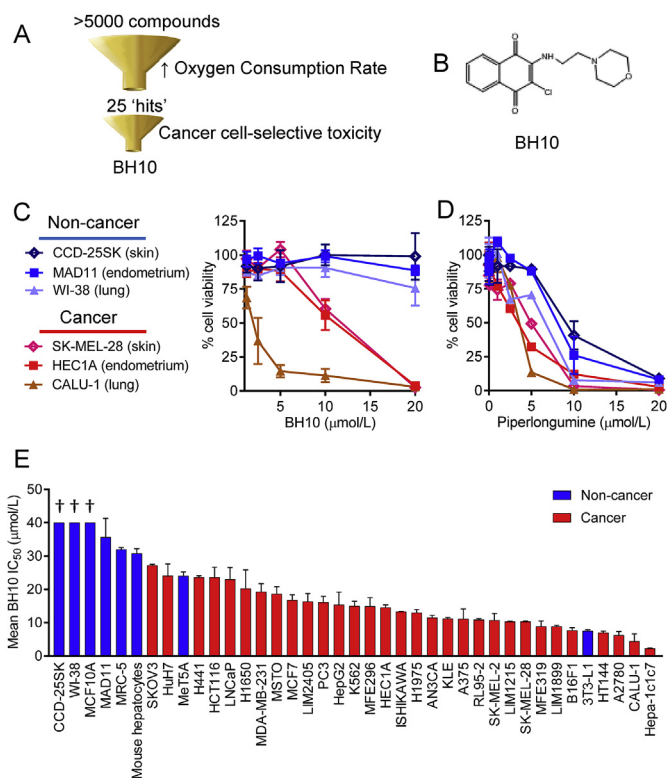 A
>5000 compounds
↑ Oxygen Consumption Rate
25 ‘hits’
Cancer cell-selective toxicity
BH10
B
O
HN
N
O
Cl
O
BH10
C
Non-cancer
CCD-25SK (skin)
MAD11 (endometrium)
WI-38 (lung)
Cancer
SK-MEL-28 (skin)
HEC1A (endometrium)
CALU-1 (lung)
% cell viability
125
100
75
50
25
0
5 10 15 20
BH10 (μmol/L)
D
% cell viability
125
100
75
50
25
0
0 5 10 15 20
Piperlongumine (μmol/L)
E
Mean BH10 IC50 (μmol/L)
50
40
30
20
10
0
† † †
Non-cancer
Cancer
CCD-25SK
WI-38
MCF10A
MAD11
MRC-5
Mouse hepatocytes
SKOV3
HuH7
MeT5A
H441
HCT116
LNCaP
H1650
MDA-MB-231
MSTO
MCF7
LIM2405
PC3
HepG2
K562
MFE296
HEC1A
ISHIKAWA
H1975
AN3CA
KLE
A375
RL95-2
SK-MEL-2
LIM1215
SK-MEL-28
MFE319
LIM1899
B16F1
3T3-L1
HT144
A2780
CALU-1
Hepa-1c1c7